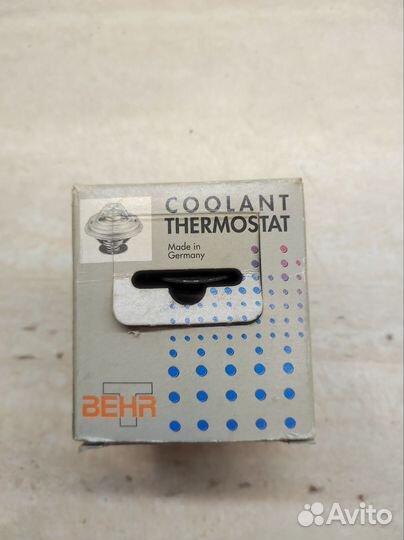 COOLANT
THERMOSTAT
Made in
Germany
BEHR
T
Avito